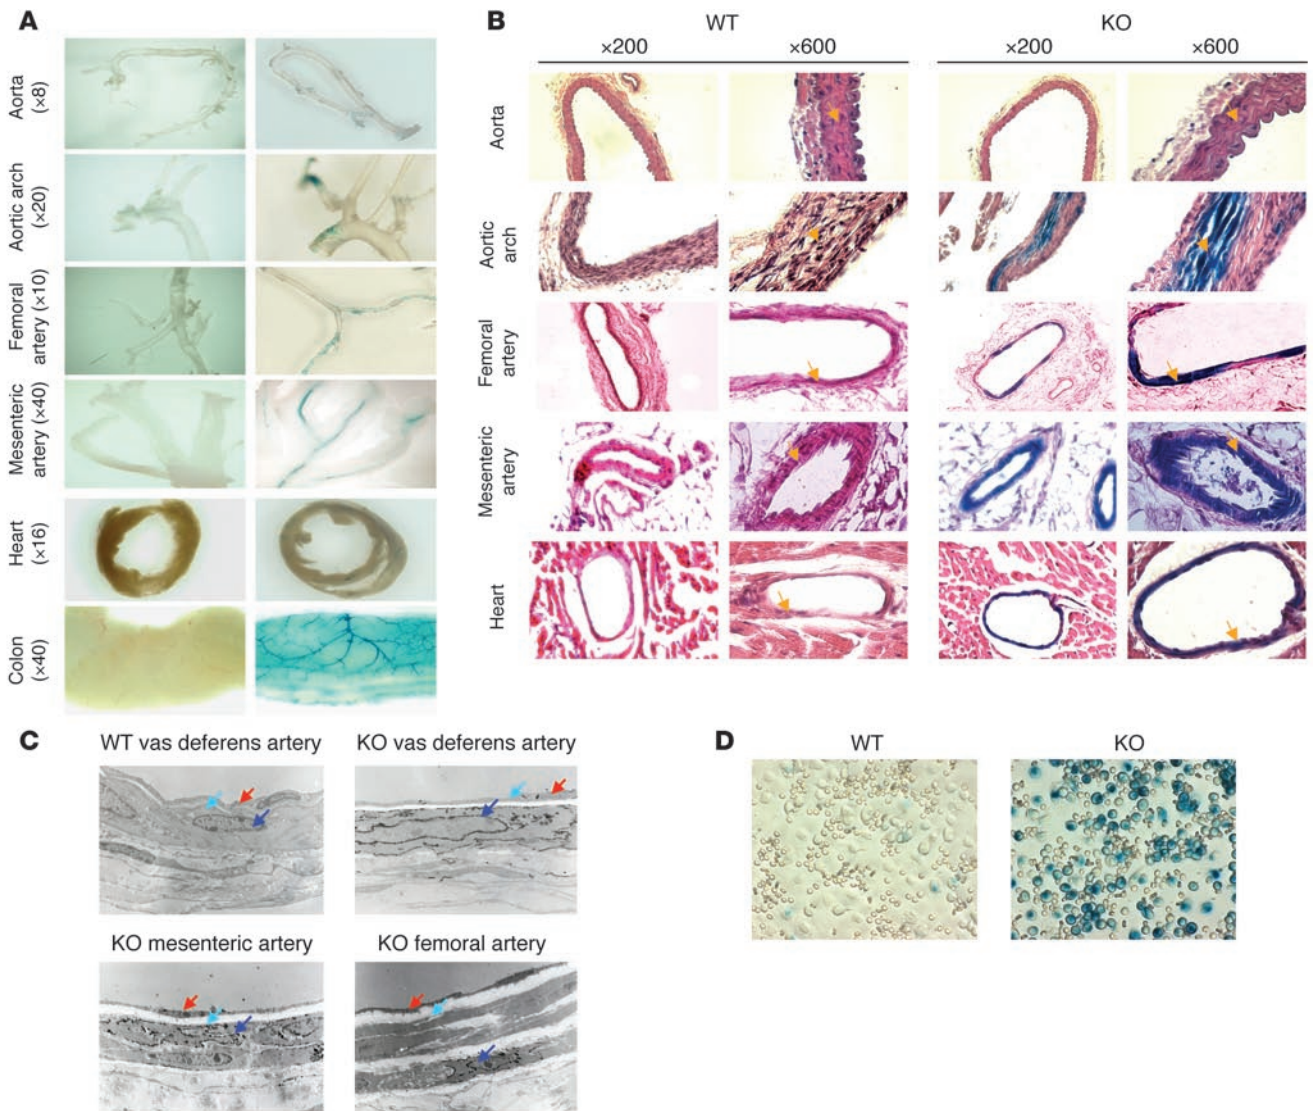 A
Aorta
(×8)
Aortic arch
(×20)
Femoral
artery (×10)
Mesenteric
artery (×40)
Heart
(×16)
Colon
(×40)
B
WT
KO
×200
×600
×200
×600
Aorta
Aortic
arch
Femoral
artery
Mesenteric
artery
Heart
C
WT vas deferens artery
KO vas deferens artery
KO mesenteric artery
KO femoral artery
D
WT
KO